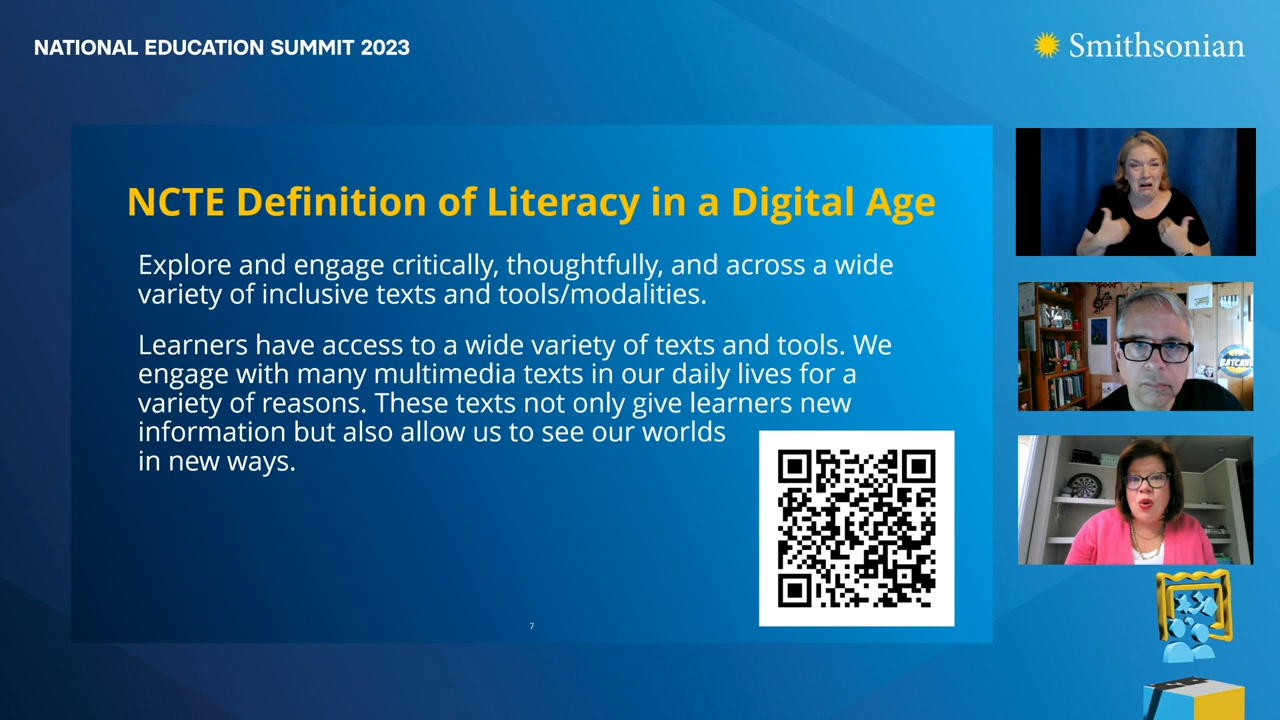 NATIONAL EDUCATION SUMMIT 2023
Smithsonian
NCTE Definition of Literacy in a Digital Age
Explore and engage critically, thoughtfully, and across a wide
variety of inclusive texts and tools/modalities.
Learners have access to a wide variety of texts and tools. We
engage with many multimedia texts in our daily lives for a
variety of reasons. These texts not only give learners new
information but also allow us to see our worlds
in new ways.
7
BATCAVE